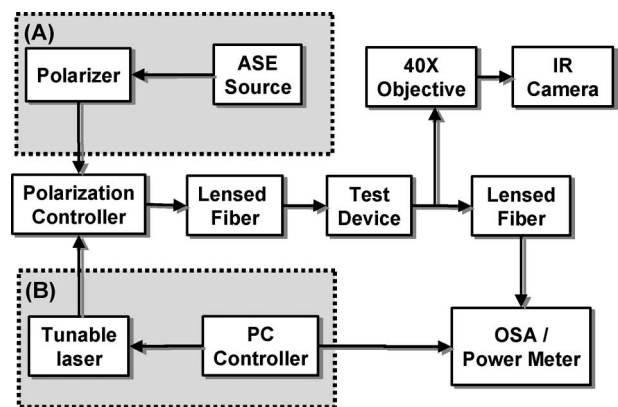 (A)
Polarizer
ASE
Source
40X
Objective
IR
Camera
Polarization
Controller
Lensed
Fiber
Test
Device
Lensed
Fiber
(B)
Tunable
laser
PC
Controller
OSA /
Power Meter